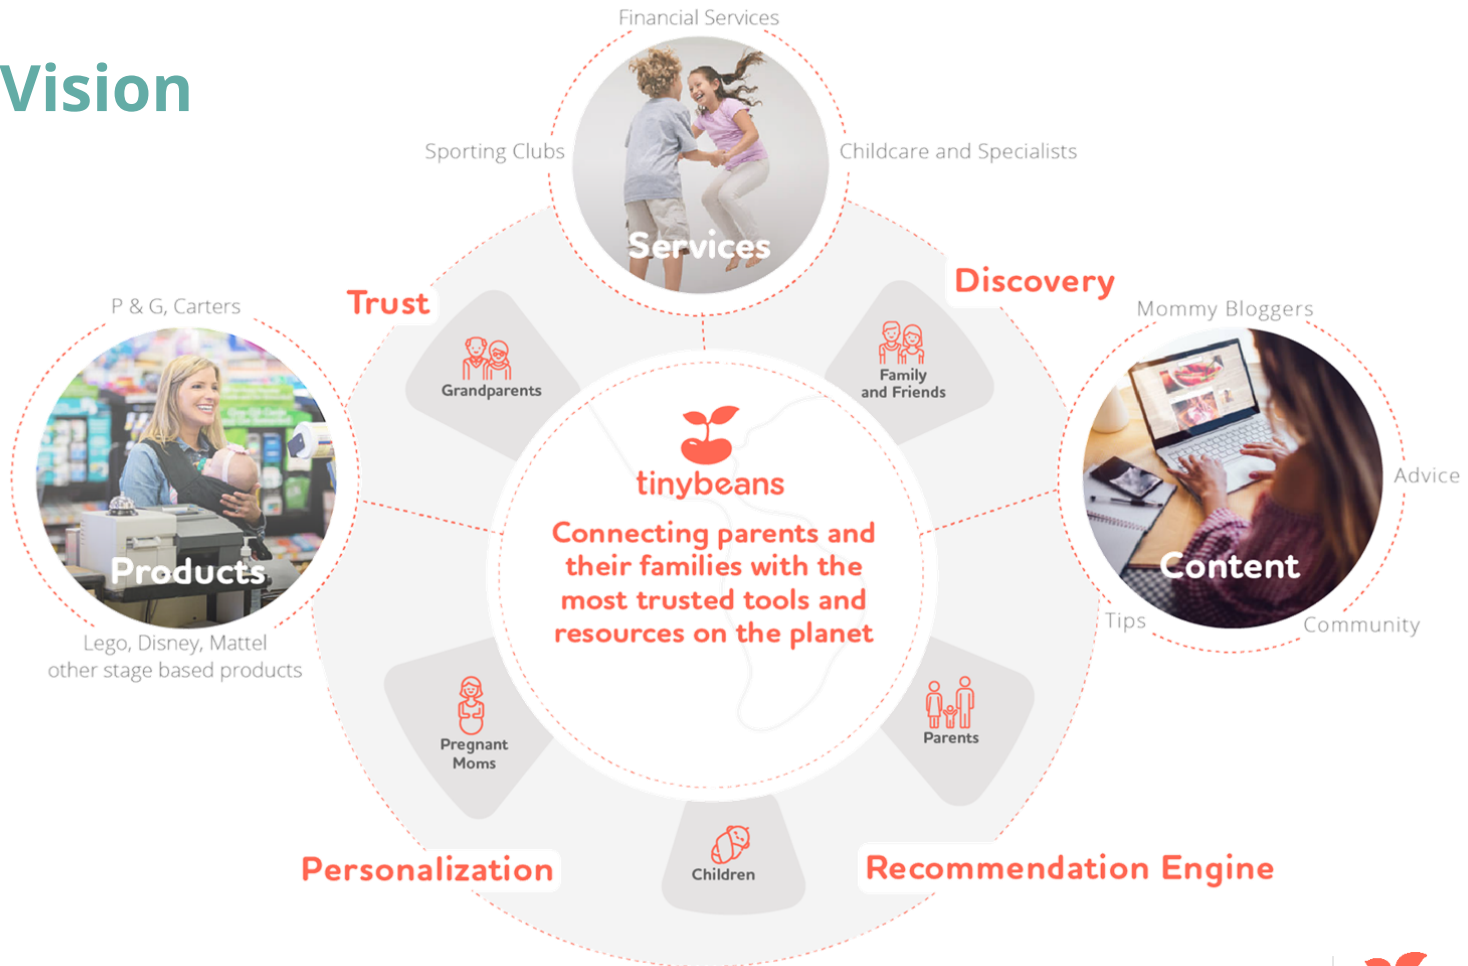 Vision
Financial Services
Sporting Clubs
Childcare and Specialists
Services
Trust
Discovery
P & G, Carters
Mommy Bloggers
Grandparents
Family
and Friends
tinybeans
Connecting parents and
their families with the
most trusted tools and
resources on the planet
Products
Lego, Disney, Mattel
other stage based products
Advice
Content
Tips
Community
Pregnant
Moms
Parents
Children
Personalization
Recommendation Engine